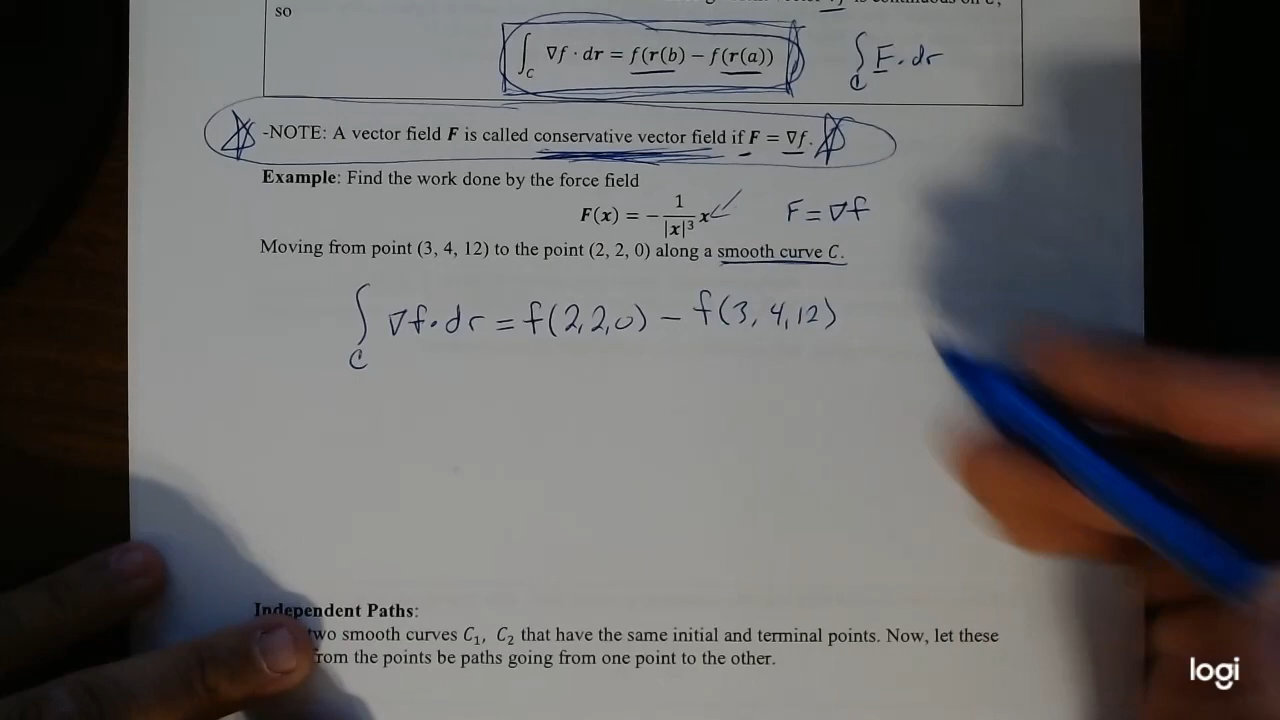 is continuous on C,
so
∫_C ∇f · dr = f(r(b) − f(r(a)) ∫_C F · dr
-NOTE: A vector field F is called conservative vector field if F = ∇f.
Example: Find the work done by the force field
F(x) = − 1/|x|³ x F = ∇f
Moving from point (3, 4, 12) to the point (2, 2, 0) along a smooth curve C.
∫_C ∇f · dr = f(2,2,0) − f(3, 4, 12)
Independent Paths:
two smooth curves C₁, C₂ that have the same initial and terminal points. Now, let these
from the points be paths going from one point to the other.
logi